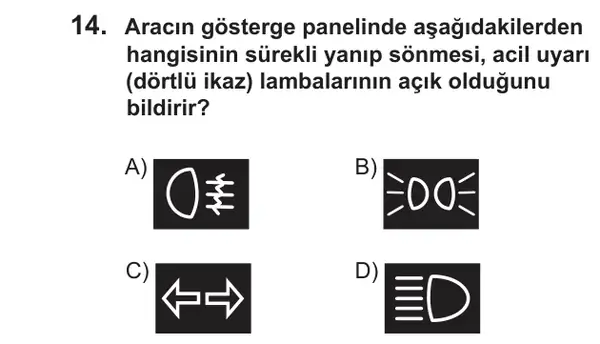 14. Aracın gösterge panelinde aşağıdakilerden
hangisinin sürekli yanıp sönmesi, acil uyarı
(dörtlü ikaz) lambalarının açık olduğunu
bildirir?
A) B)
C) D)